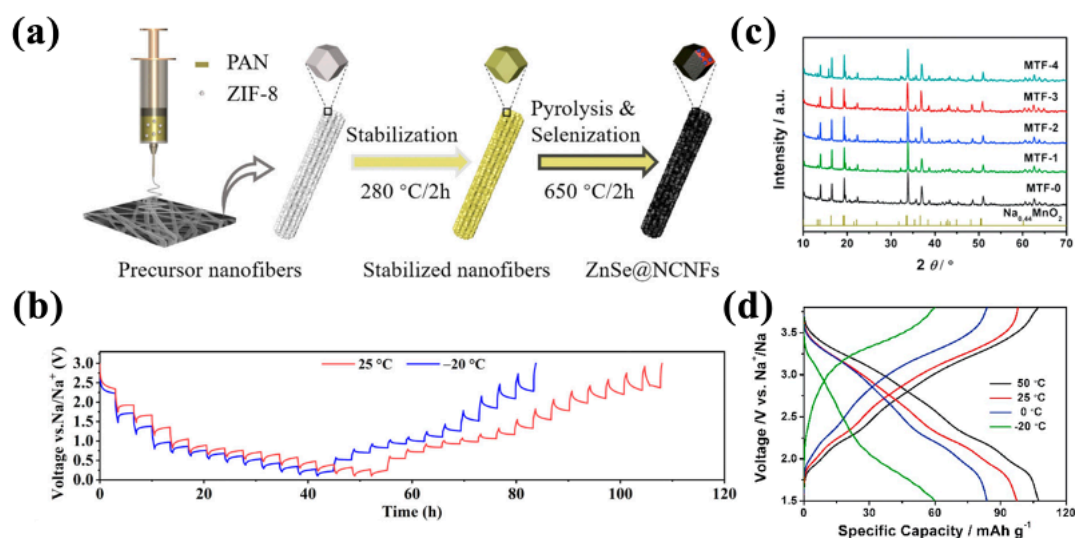 (a)
PAN
ZIF-8
Stabilization
280 °C/2h
Pyrolysis &
Selenization
650 °C/2h
Precursor nanofibers
Stabilized nanofibers
ZnSe@NCNFs
(c)
Intensity / a.u.
MTF-4
MTF-3
MTF-2
MTF-1
MTF-0
Na0.44MnO2
10 20 30 40 50 60 70
2 θ/ °
(b)
Voltage vs.Na/Na+ (V)
3.0
2.5
2.0
1.5
1.0
0.5
0.0
25 °C
−20 °C
0 20 40 60 80 100 120
Time (h)
(d)
Voltage /V vs. Na+/Na
3.5
3.0
2.5
2.0
1.5
50 °C
25 °C
0 °C
-20 °C
0 30 60 90 120
Specific Capacity / mAh g-1